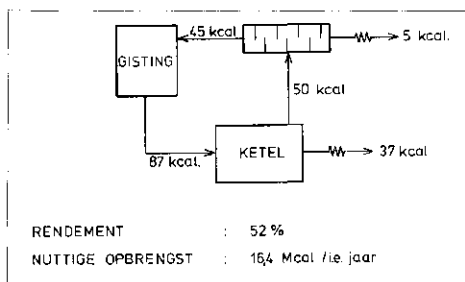 45 kcal
5 kcal.
GISTING
50 kcal
87 kcal.
KETEL
37 kcal
RENDEMENT : 52 %
NUTTIGE OPBRENGST : 16,4 Mcal /i.e. jaar